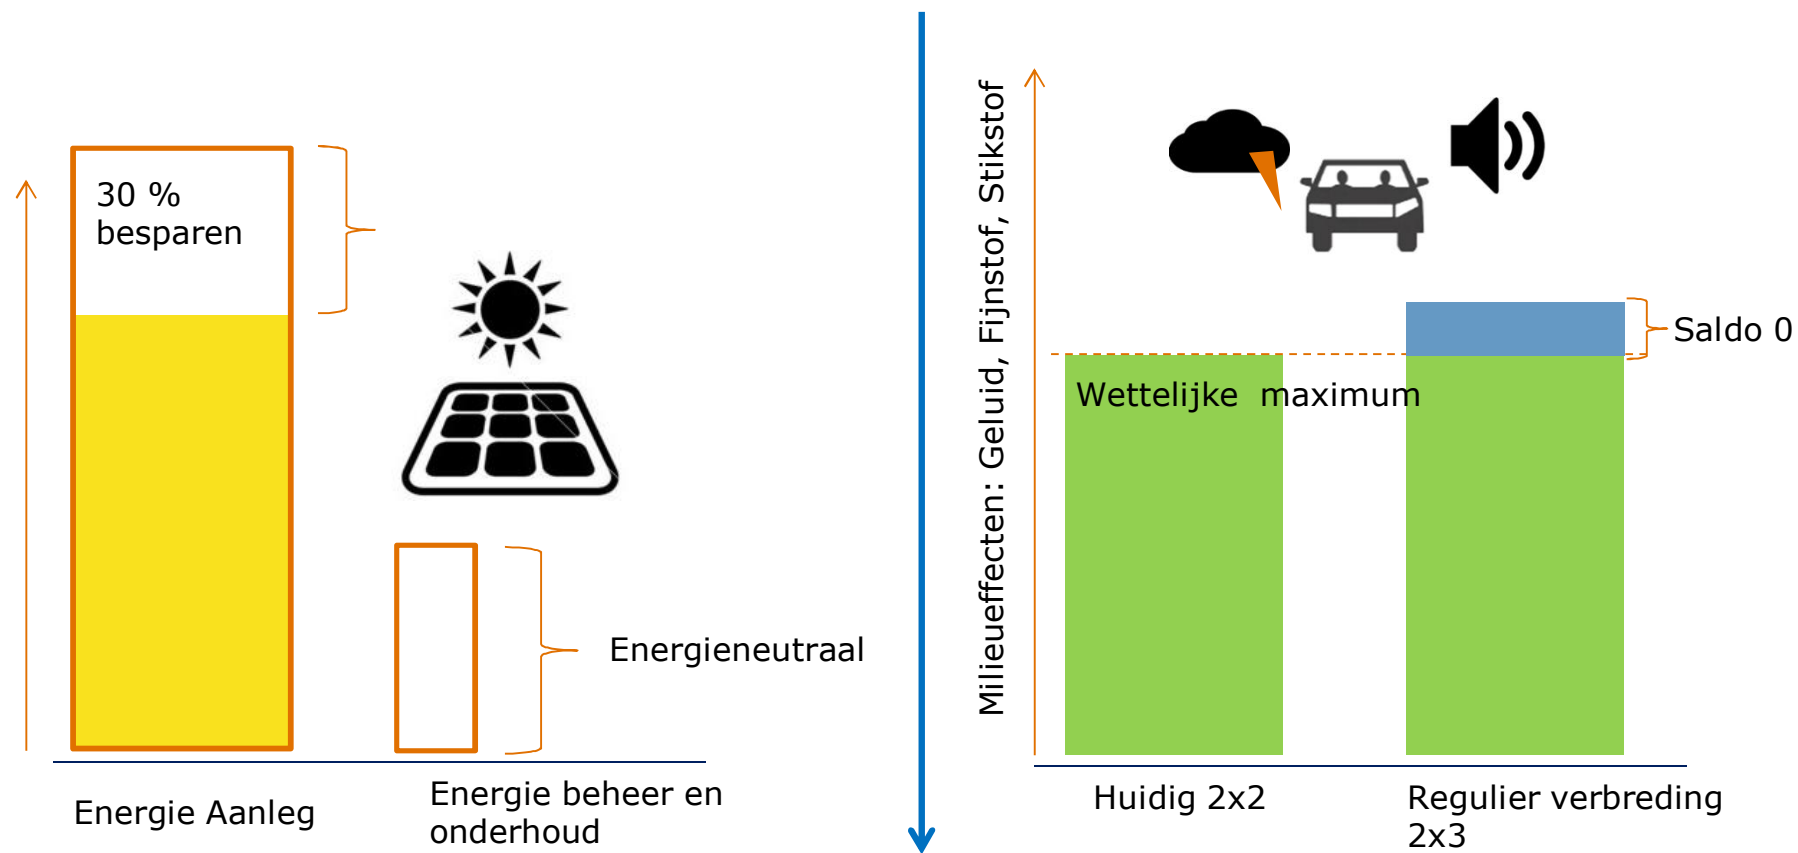 30 %
besparen
Energieneutraal
Energie Aanleg
Energie beheer en
onderhoud
Milieueffecten: Geluid, Fijnstof, Stikstof
Saldo 0
Wettelijke maximum
Huidig 2x2
Regulier verbreding
2x3